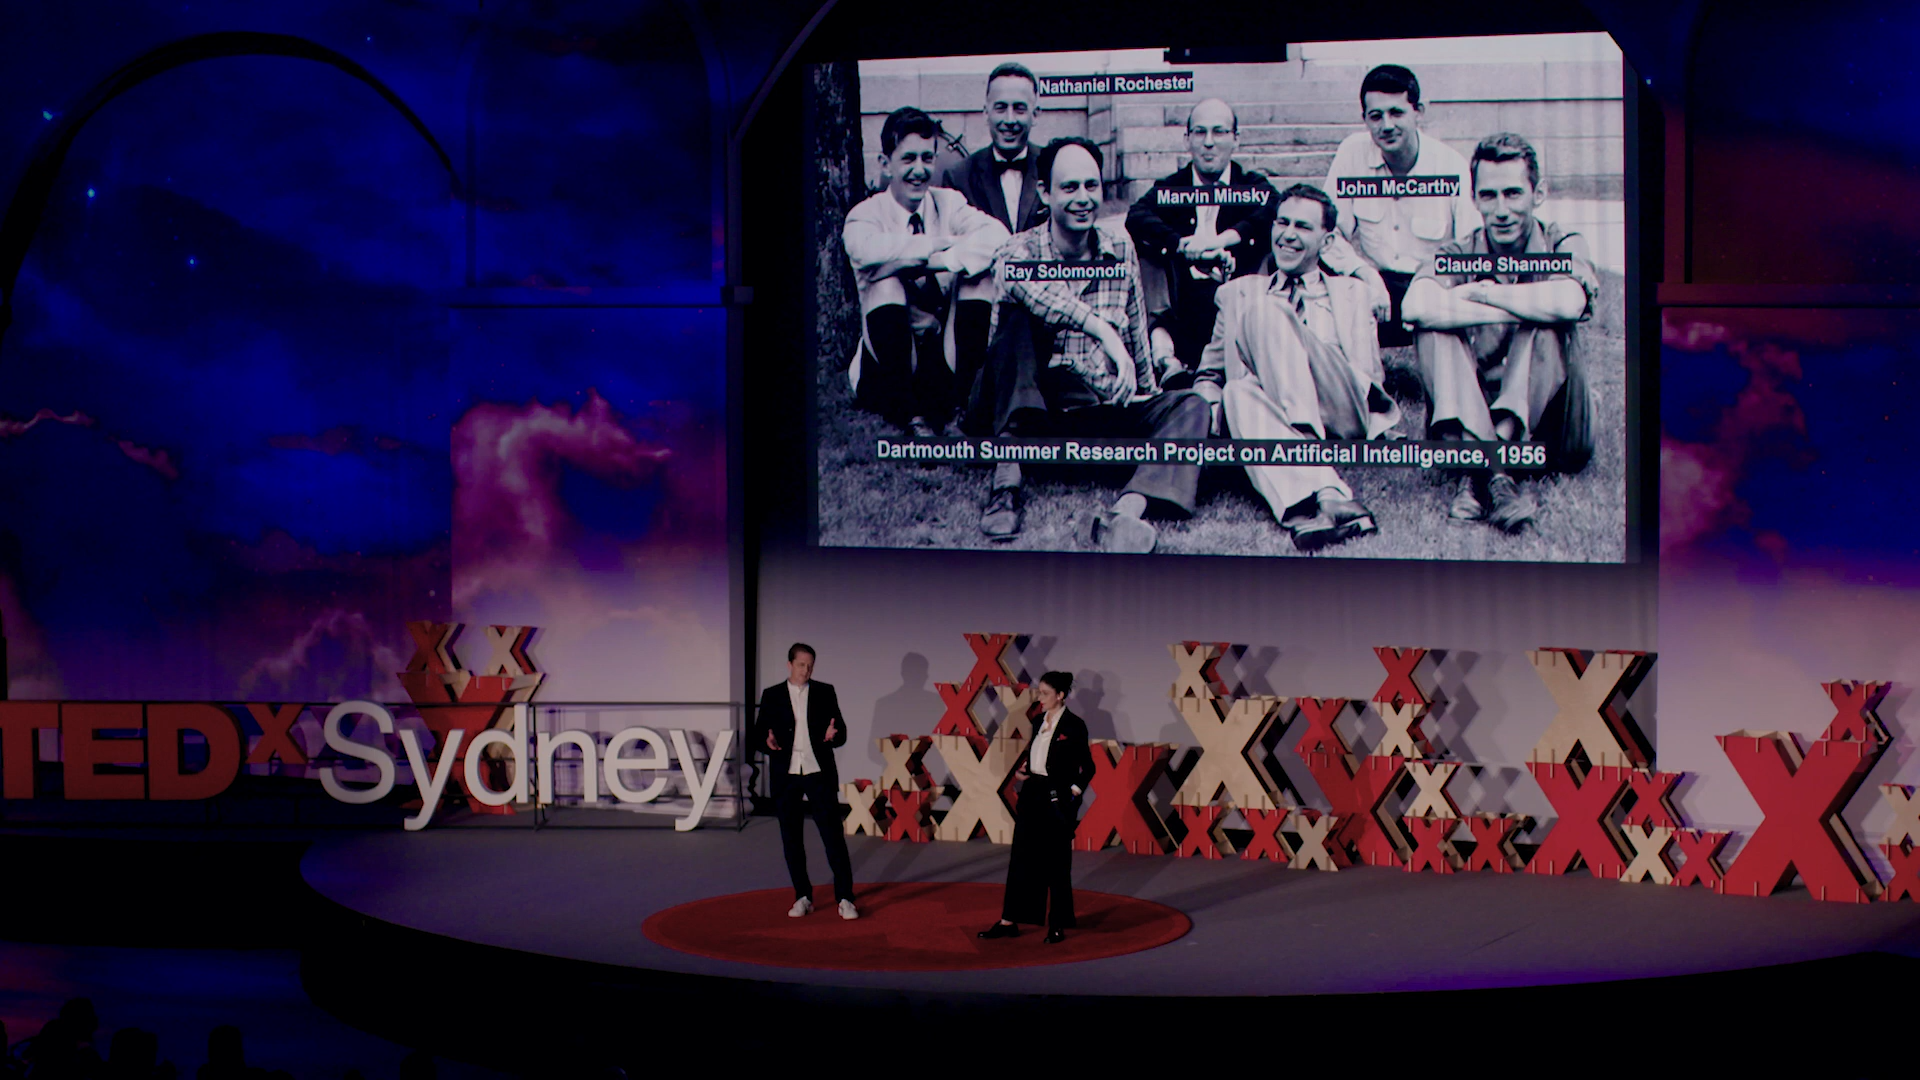 Nathaniel Rochester
Marvin Minsky
John McCarthy
Ray Solomonoff
Claude Shannon
Dartmouth Summer Research Project on Artificial Intelligence, 1956
TEDxSydney